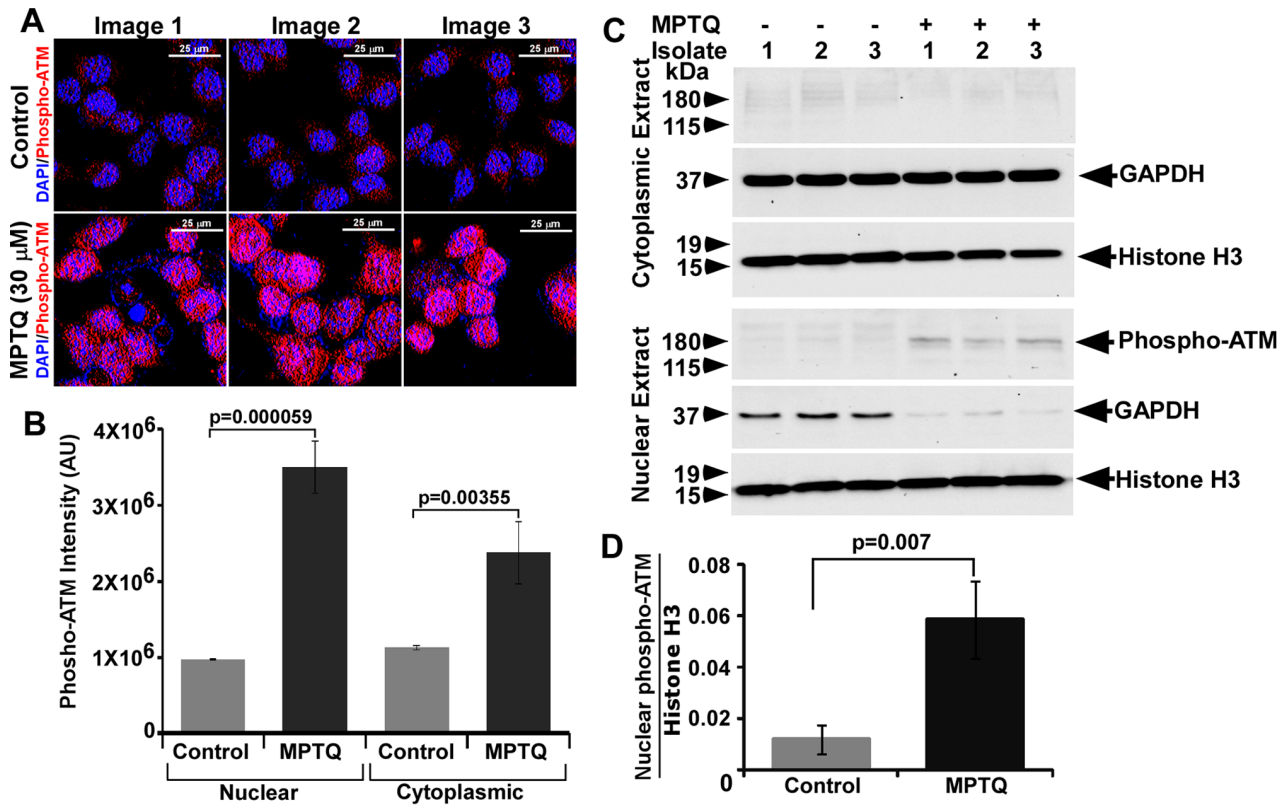 A
Image 1 Image 2 Image 3
Control
DAPI/Phospho-ATM
25 μm 25 μm 25 μm
MPTQ (30 μM)
DAPI/Phospho-ATM
25 μm 25 μm 25 μm
B
Phosho-ATM Intensity (AU)
4X10⁶
3X10⁶
2X10⁶
1X10⁶
0
p=0.000059
p=0.00355
Control MPTQ Control MPTQ
Nuclear Cytoplasmic
C
MPTQ - - - + + +
Isolate 1 2 3 1 2 3
kDa
Cytoplasmic Extract
180
115
37 GAPDH
19
15 Histone H3
Nuclear Extract
180 Phospho-ATM
115
37 GAPDH
19
15 Histone H3
D
Nuclear phospho-ATM
Histone H3
0.08
0.06
0.04
0.02
0
p=0.007
Control MPTQ